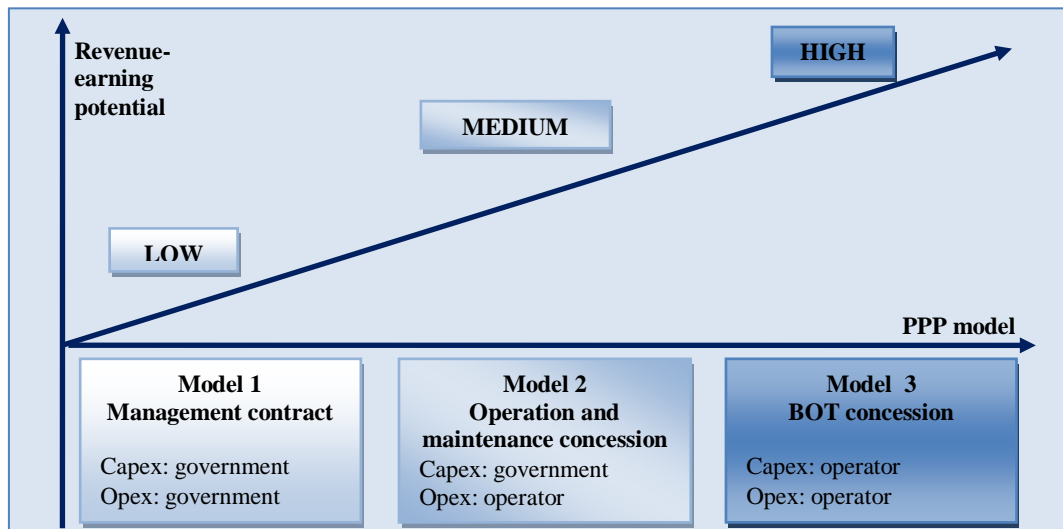 Revenue-
earning
potential
HIGH
MEDIUM
LOW
PPP model
Model 1
Management contract
Capex: government
Opex: government
Model 2
Operation and
maintenance concession
Capex: government
Opex: operator
Model 3
BOT concession
Capex: operator
Opex: operator